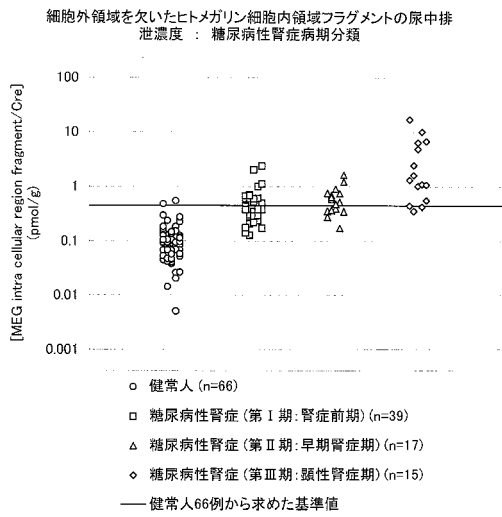 細胞外領域を欠いたヒトメガリン細胞内領域フラグメントの尿中排
泄濃度 : 糖尿病性腎症病期分類
[MEG intra cellular region fragment/Cre]
(pmol/g)
100
10
1
0.1
0.01
0.001
○ 健常人 (n=66)
□ 糖尿病性腎症 (第Ⅰ期:腎症前期) (n=39)
△ 糖尿病性腎症 (第Ⅱ期:早期腎症期) (n=17)
◇ 糖尿病性腎症 (第Ⅲ期:顕性腎症期) (n=15)
── 健常人66例から求めた基準値